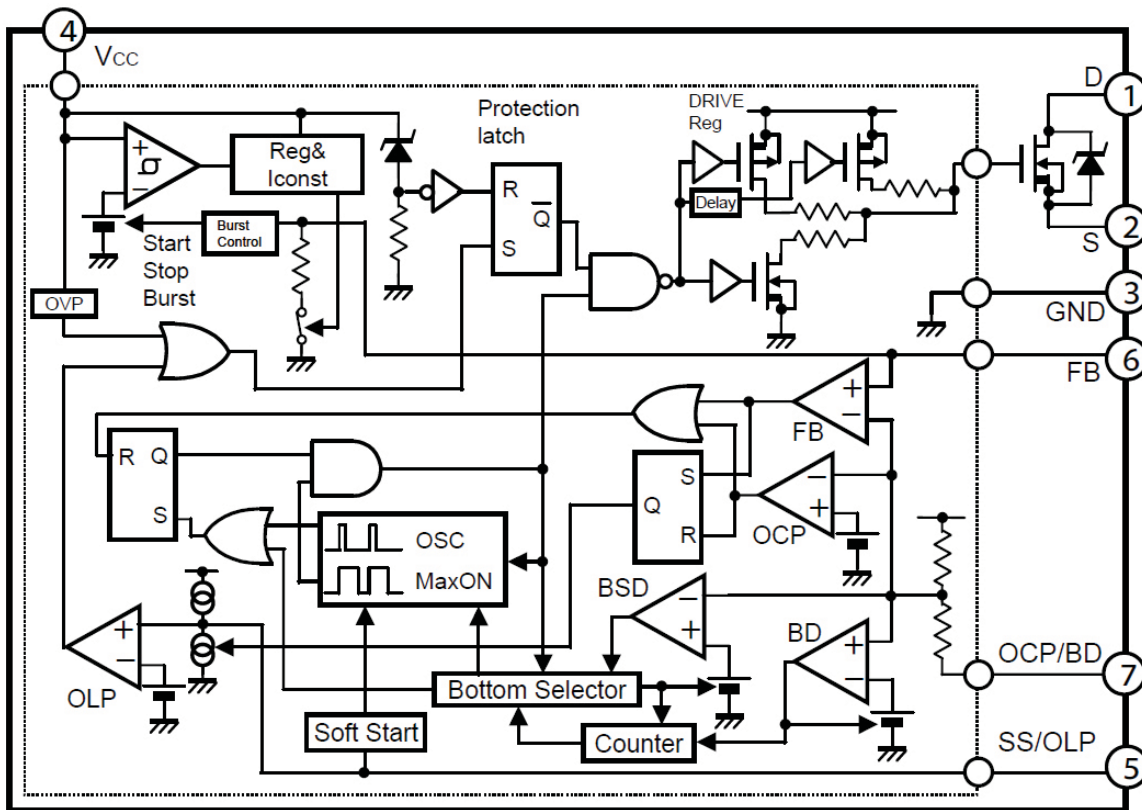 4
VCC
D
1
Protection
latch
DRIVE
Reg
+
−
Reg&
Iconst
R
Q
S
Delay
2
S
Burst
Control
Start
Stop
Burst
OVP
3
GND
6
FB
+
−
FB
R
Q
S
S
Q
R
−
+
OCP
OSC
MaxON
BSD
−
+
BD
+
−
OCP/BD
7
+
−
OLP
Bottom Selector
Soft Start
Counter
SS/OLP
5